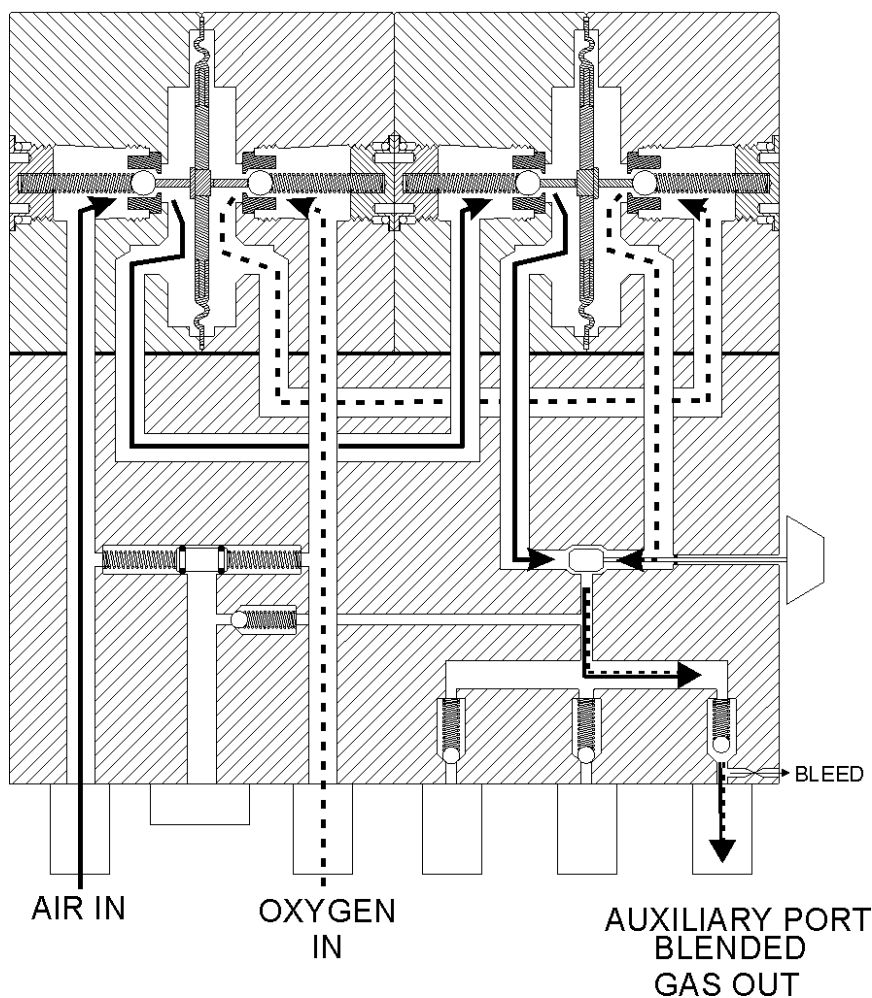 BLEED
AIR IN
OXYGEN
IN
AUXILIARY PORT
BLENDED
GAS OUT